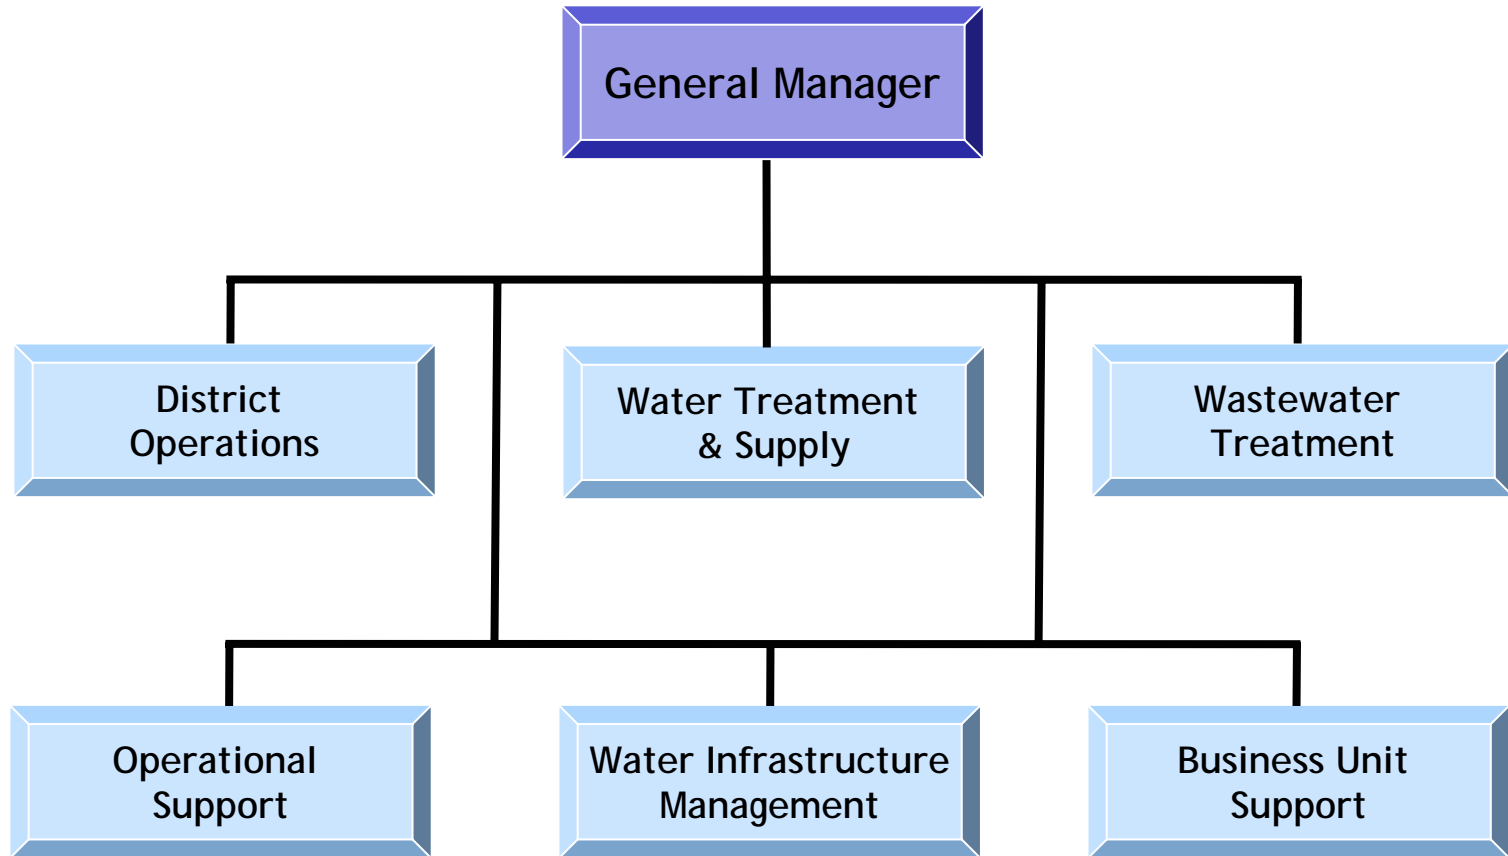 General Manager
District
Operations
Water Treatment
& Supply
Wastewater
Treatment
Operational
Support
Water Infrastructure
Management
Business Unit
Support